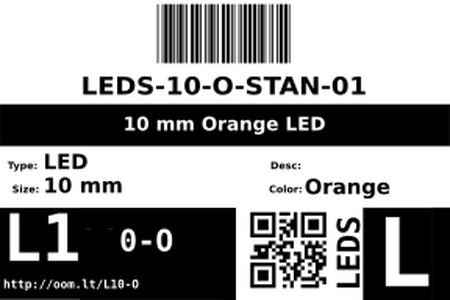 LEDS-10-O-STAN-01
10 mm Orange LED
Type: LED
Desc:
Size: 10 mm
Color: Orange
L1 0-O
http://oom.lt/L10-O
LEDS
L